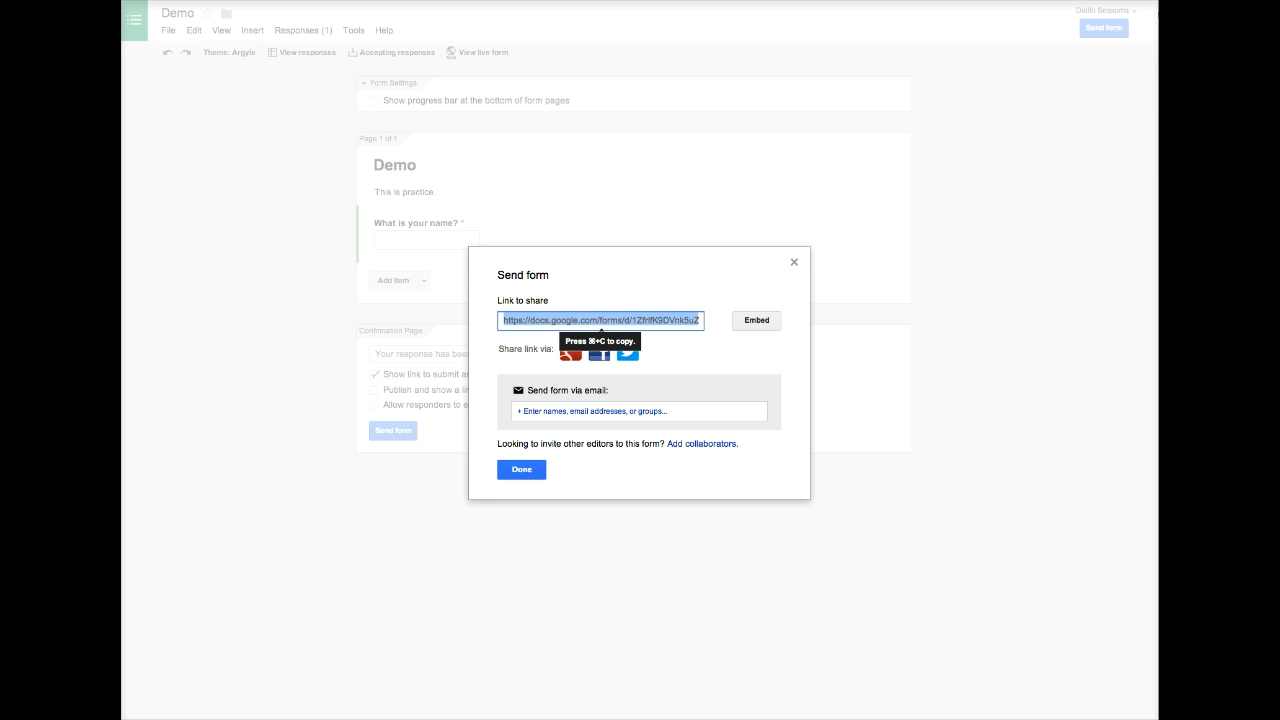 Demo
Diallo Sessoms
File Edit View Insert Responses (1) Tools Help
Send form
Theme: Argyle View responses Accepting responses View live form
Form Settings
Show progress bar at the bottom of form pages
Page 1 of 1
Demo
This is practice.
What is your name? *
Add item
Send form
Link to share
https://docs.google.com/forms/d/1ZfrIfK9DVnk5uZ
Embed
Press ⌘+C to copy.
Share link via:
Send form via email:
+ Enter names, email addresses, or groups...
Looking to invite other editors to this form? Add collaborators.
Done
Confirmation Page
Your response has been
Show link to submit an
Publish and show a lin
Allow responders to e
Send form